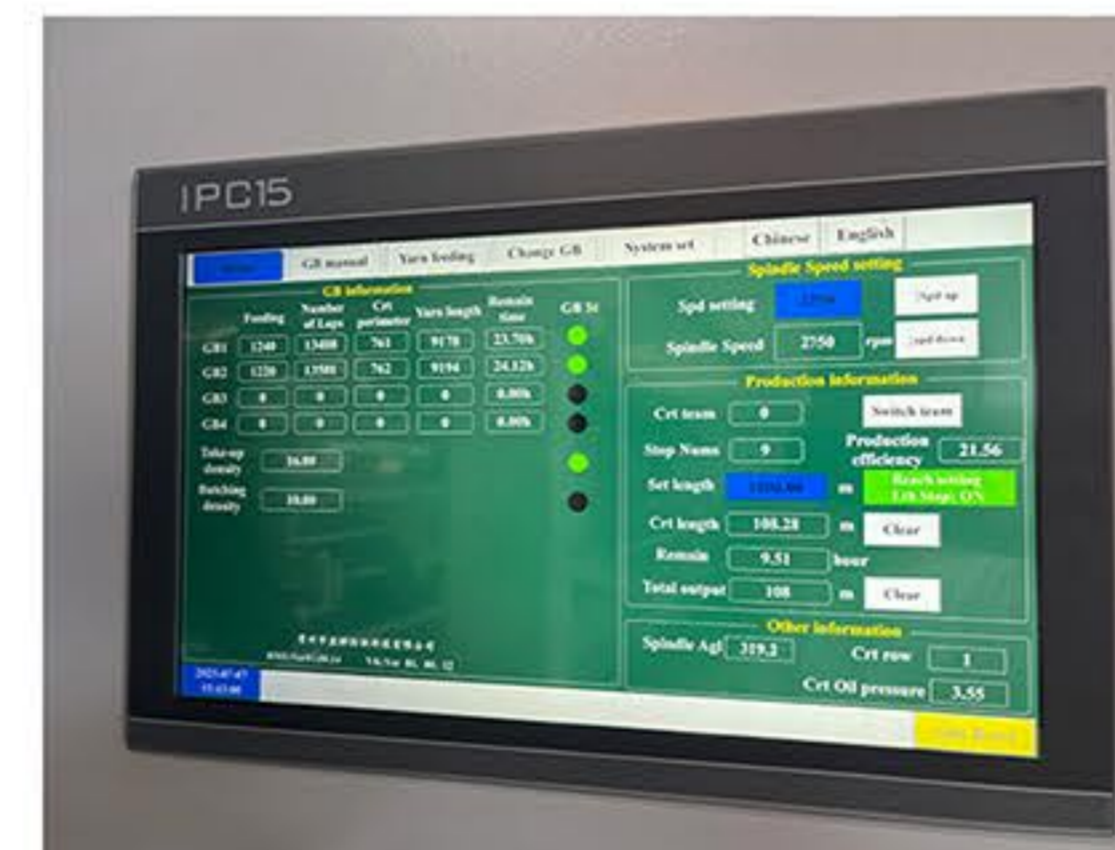 IPC15
GB manual Yarn feeding Change GB System set Chinese English
GB information
Feeding Number of Laps Crt perimeter Yarn length Remain time GB St
GB1 1240 13408 761 9178 23.70h
GB2 1220 13508 762 9194 24.12h
GB3 0 0 0 0 0.00h
GB4 0 0 0 0 0.00h
Take-up density 16.00
Batching density 10.00
Spindle Speed setting
Spd setting Spd up
Spindle Speed 2750 rpm Spd down
Production information
Crt team 0 Switch team
Stop Nums 9 Production efficiency 21.56
Set length m Reach setting Lth Stop: ON
Crt length 108.28 m Clear
Remain 9.51 hour
Total output 108 m Clear
Other information
Spindle Agl 319.2 Crt row 1
Crt Oil pressure 3.55